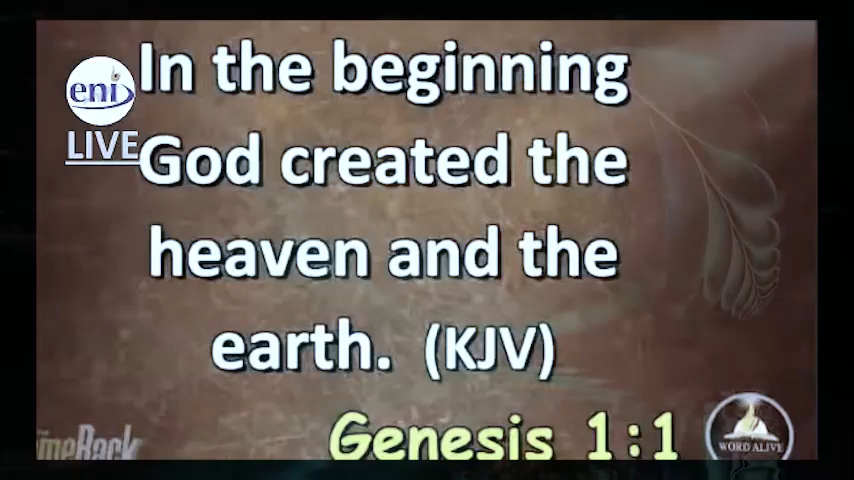 In the beginning
eni
LIVE
God created the
heaven and the
earth. (KJV)
Genesis 1:1
WORD ALIVE